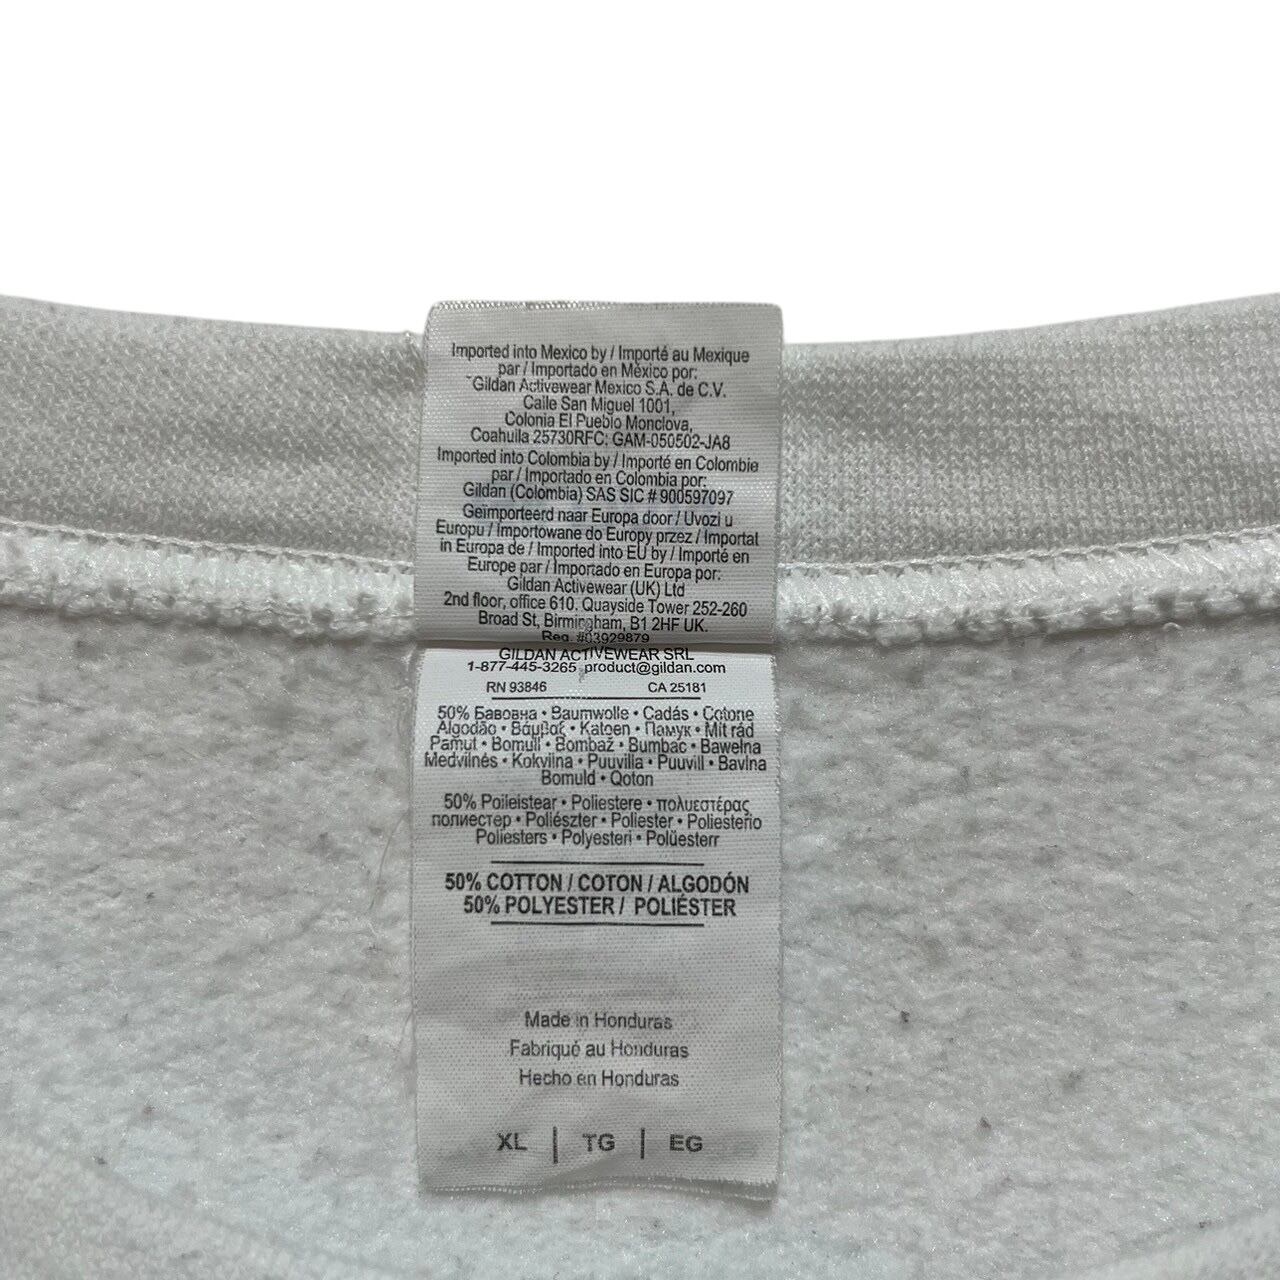 Imported into Mexico by / Importé au Mexique
par / Importado en México por:
Gildan Activewear Mexico S.A. de C.V.
Calle San Miguel 1001,
Colonia El Pueblo Monclova,
Coahuila 25730RFC: GAM-050502-JA8
Imported into Colombia by / Importé en Colombie
par / Importado en Colombia por:
Gildan (Colombia) SAS SIC # 900597097
Geïmporteerd naar Europa door / Uvozi u
Europu / Importowane do Europy przez / Importat
in Europa de / Imported into EU by / Importé en
Europe par / Importado en Europa por:
Gildan Activewear (UK) Ltd
2nd floor, office 610. Quayside Tower 252-260
Broad St, Birmingham, B1 2HF UK.
Reg. #03929879
GILDAN ACTIVEWEAR SRL
1-877-445-3265 product@gildan.com
RN 93846 CA 25181
50% Бавовна • Baumwolle • Cadás • Cotone
Algodão • Βάμβαξ • Katoen • Памук • Mit rád
Pamut • Bomull • Bombaž • Bumbac • Bawełna
Medvilnės • Kokvilna • Puuvilla • Puuvill • Bavlna
Bomuld • Qoton
50% Poileistear • Poliestere • πολυεστέρας
полиестер • Poliészter • Poliester • Poliesterio
Poliesters • Polyesteri • Polüesterr
50% COTTON / COTON / ALGODÓN
50% POLYESTER / POLIÉSTER
Made in Honduras
Fabriqué au Honduras
Hecho en Honduras
XL | TG | EG